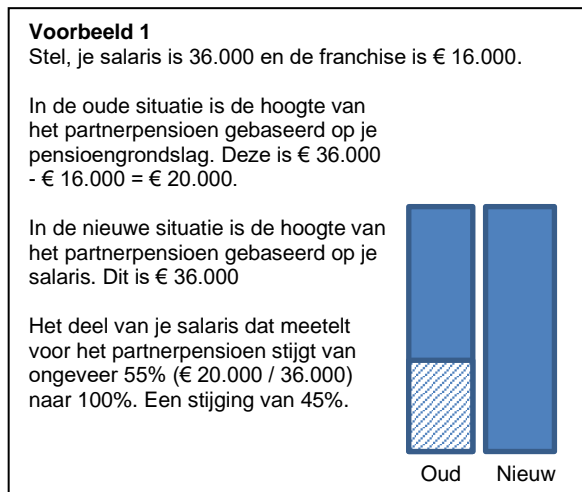 Voorbeeld 1
Stel, je salaris is 36.000 en de franchise is € 16.000.
In de oude situatie is de hoogte van
het partnerpensioen gebaseerd op je
pensioengrondslag. Deze is € 36.000
- € 16.000 = € 20.000.
In de nieuwe situatie is de hoogte van
het partnerpensioen gebaseerd op je
salaris. Dit is € 36.000
Het deel van je salaris dat meetelt
voor het partnerpensioen stijgt van
ongeveer 55% (€ 20.000 / 36.000)
naar 100%. Een stijging van 45%.
Oud Nieuw